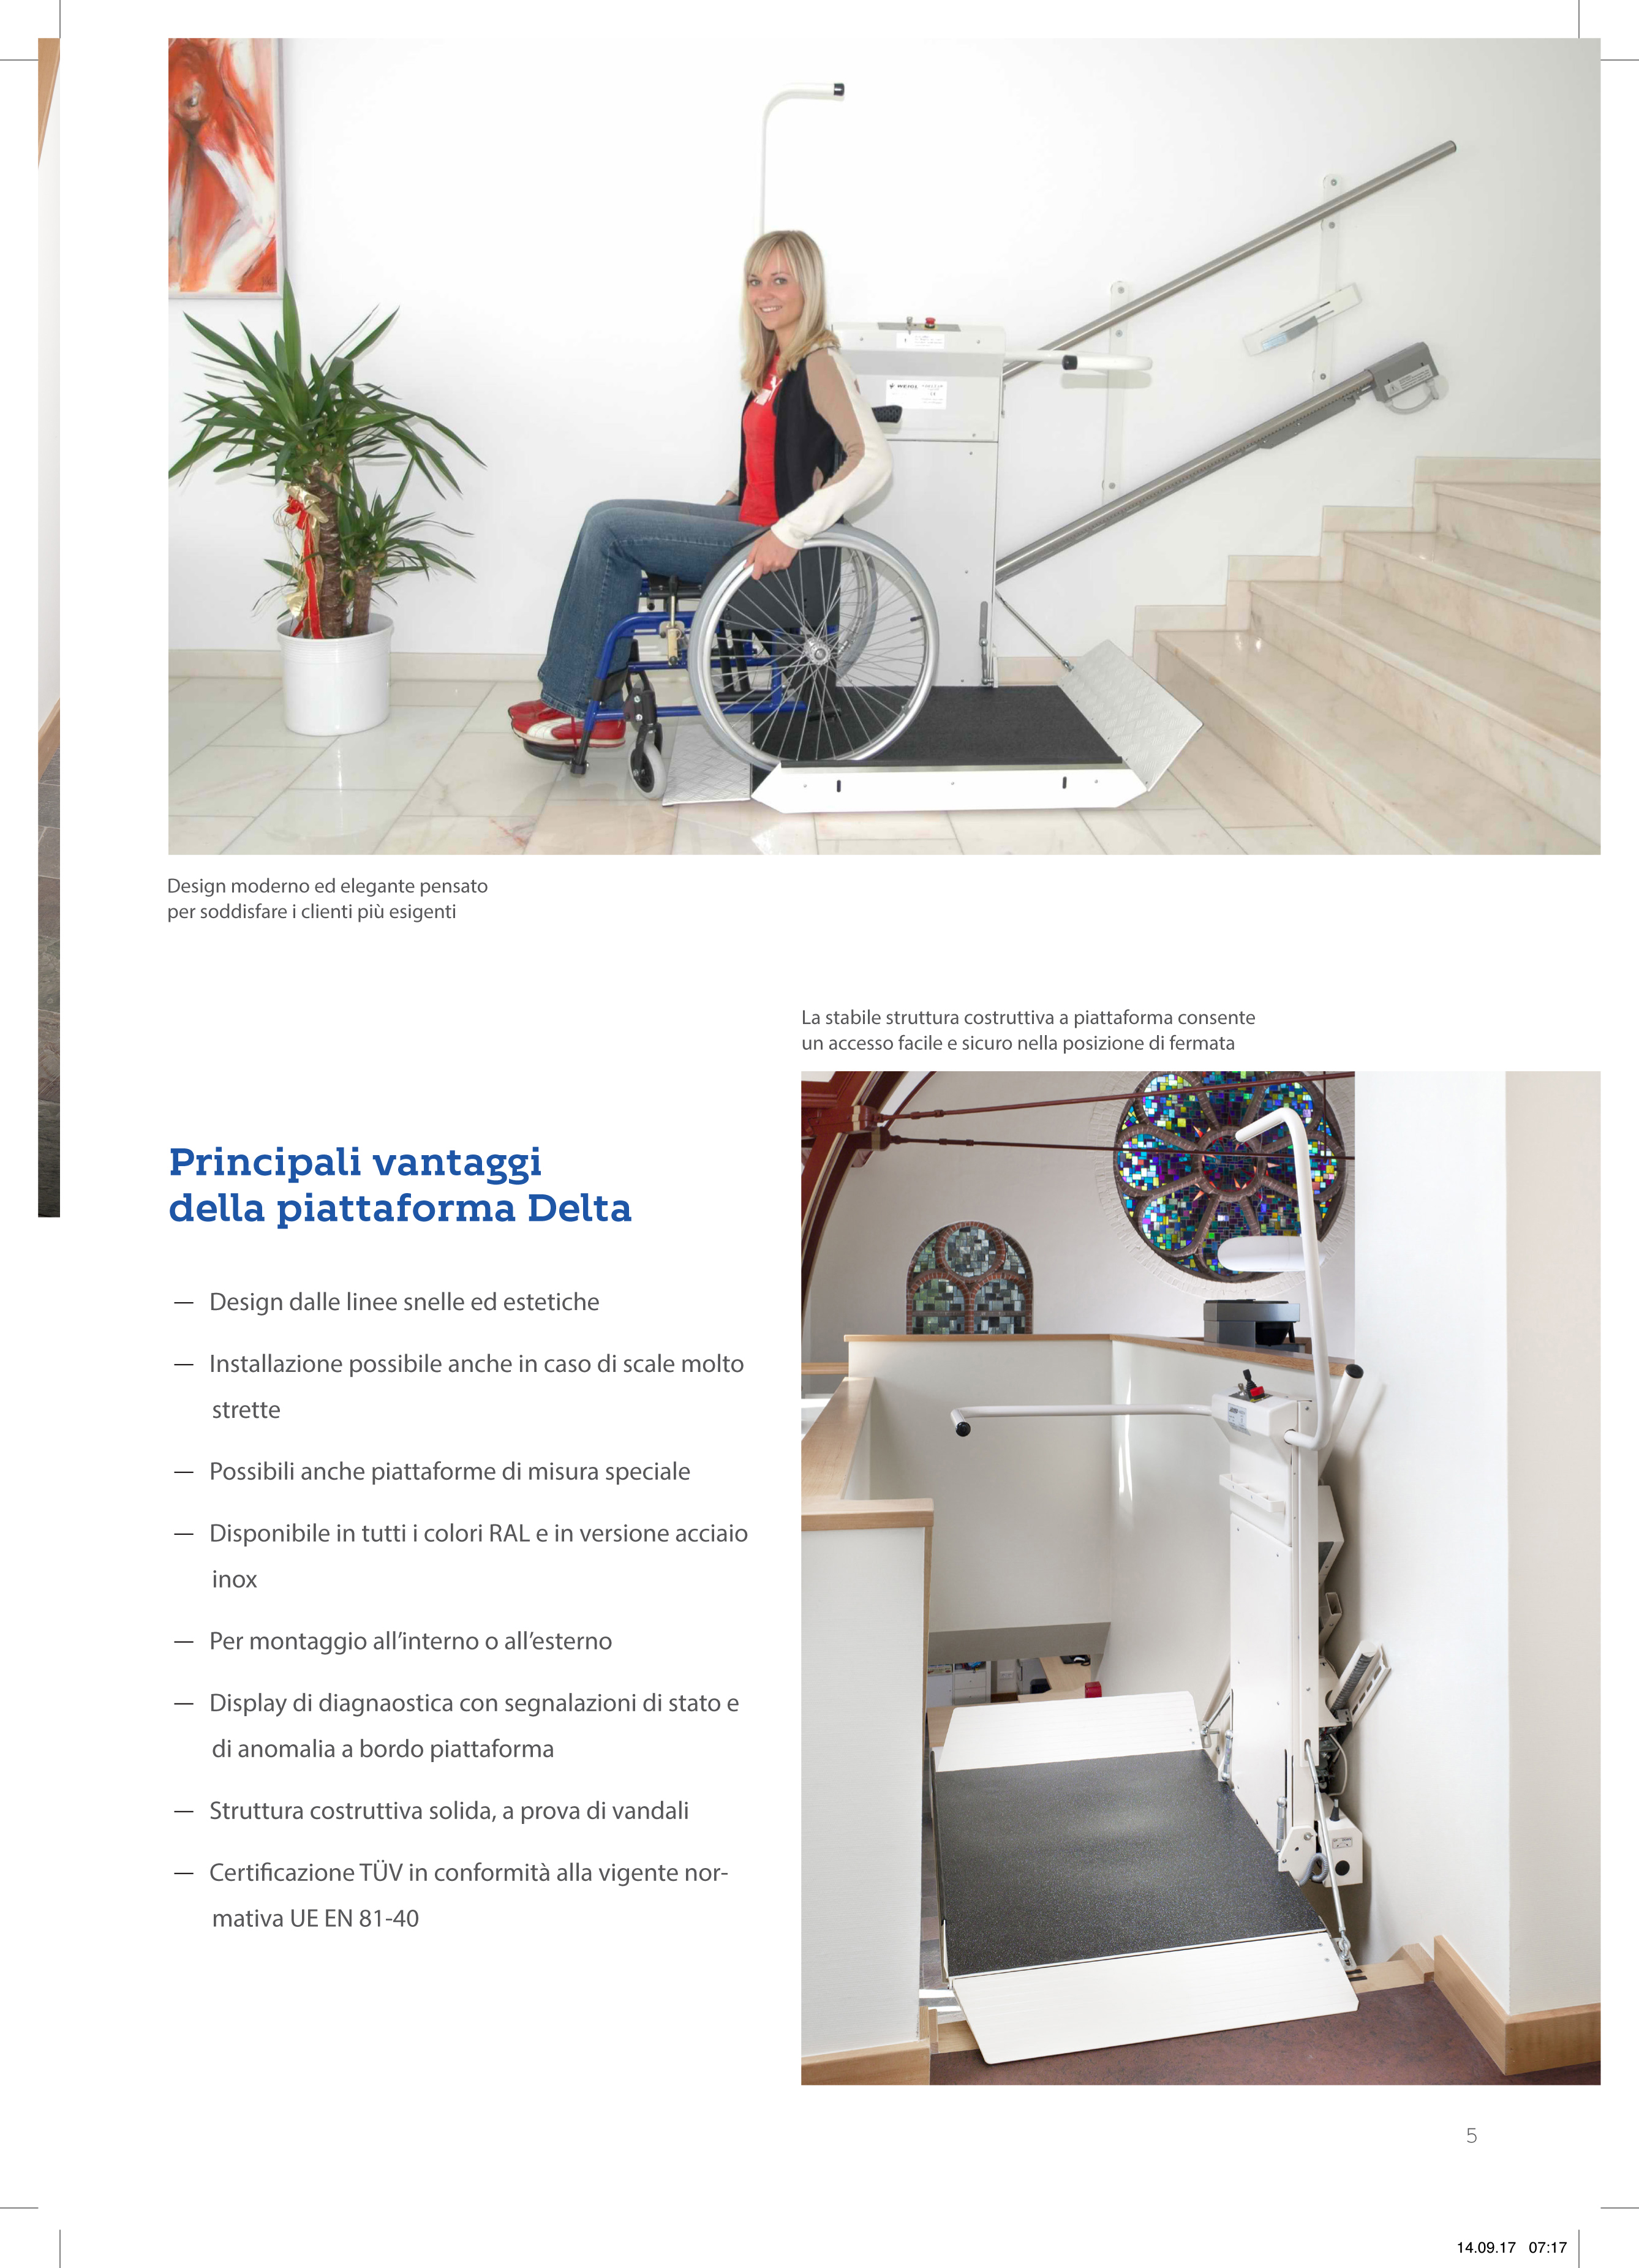 WEIGL
Design moderno ed elegante pensato
per soddisfare i clienti più esigenti
La stabile struttura costruttiva a piattaforma consente
un accesso facile e sicuro nella posizione di fermata
Principali vantaggi
della piattaforma Delta
— Design dalle linee snelle ed estetiche
— Installazione possibile anche in caso di scale molto
strette
— Possibili anche piattaforme di misura speciale
— Disponibile in tutti i colori RAL e in versione acciaio
inox
— Per montaggio all’interno o all’esterno
— Display di diagnaostica con segnalazioni di stato e
di anomalia a bordo piattaforma
— Struttura costruttiva solida, a prova di vandali
— Certificazione TÜV in conformità alla vigente nor-
mativa UE EN 81-40
5
14.09.17 07:17